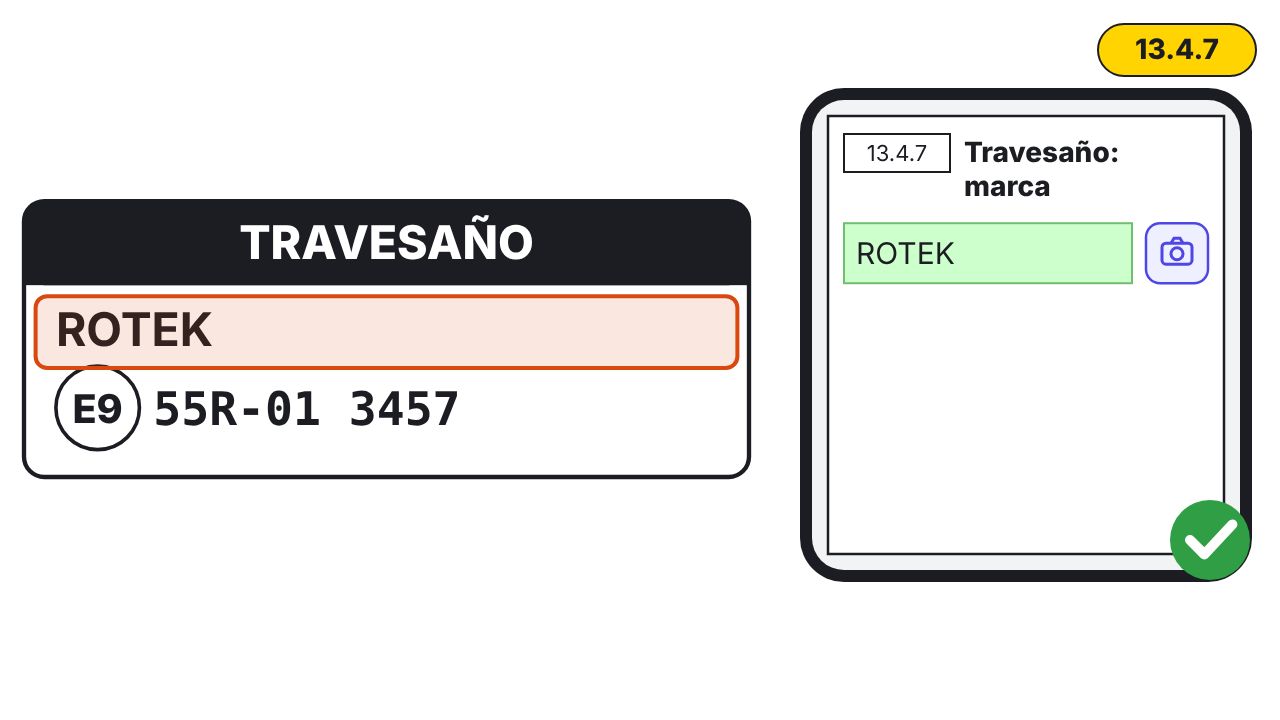 13.4.7
TRAVESAÑO
ROTEK
E9 55R-01 3457
13.4.7 Travesaño:
marca
ROTEK